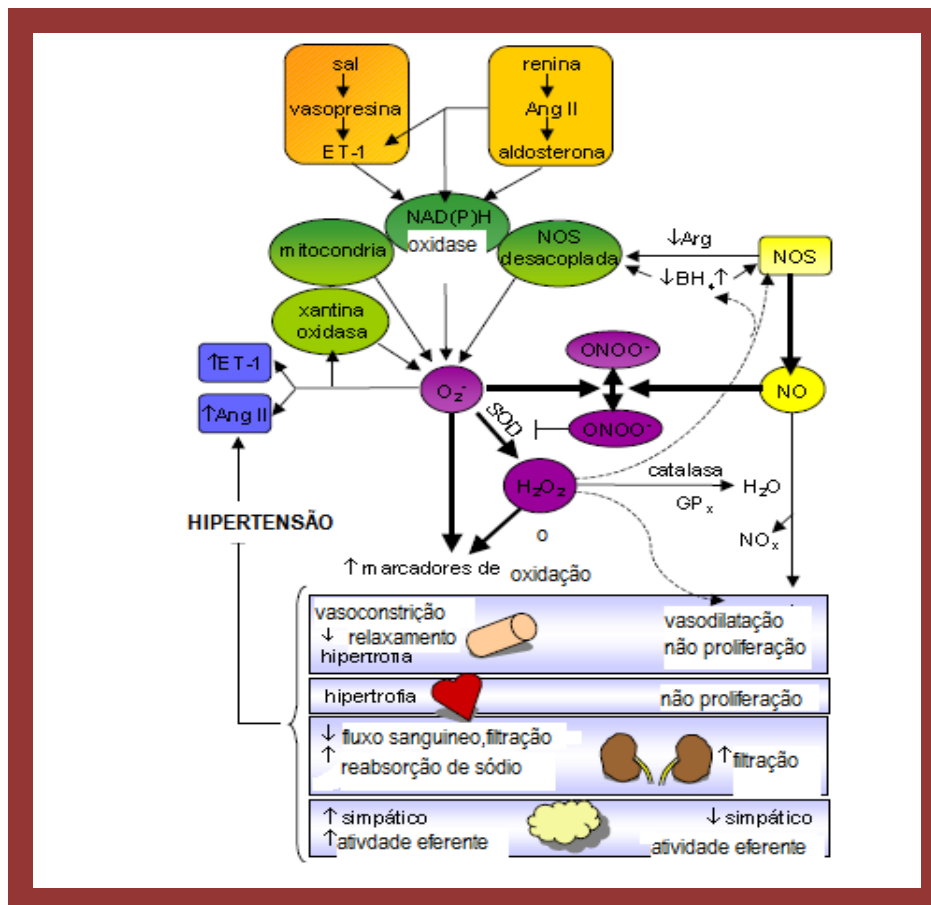 sal
vasopresina
ET-1
renina
Ang II
aldosterona
NAD(P)H
oxidase
mitocondria
NOS
desacoplada
xantina
oxidasa
↓Arg
NOS
↓BH₄↑
↑ET-1
↑Ang II
O₂⁻
ONOO⁻
NO
SOD
ONOO⁻
H₂O₂
catalasa
GPₓ
H₂O
NOₓ
HIPERTENSÃO
o
↑ marcadores de oxidação
vasoconstrição
↓ relaxamento
hipertrofia
vasodilatação
não proliferação
hipertrofia
não proliferação
↓ fluxo sanguineo,filtração
↑ reabsorção de sódio
↑filtração
↑ simpático
↑ativdade eferente
↓ simpático
atividade eferente